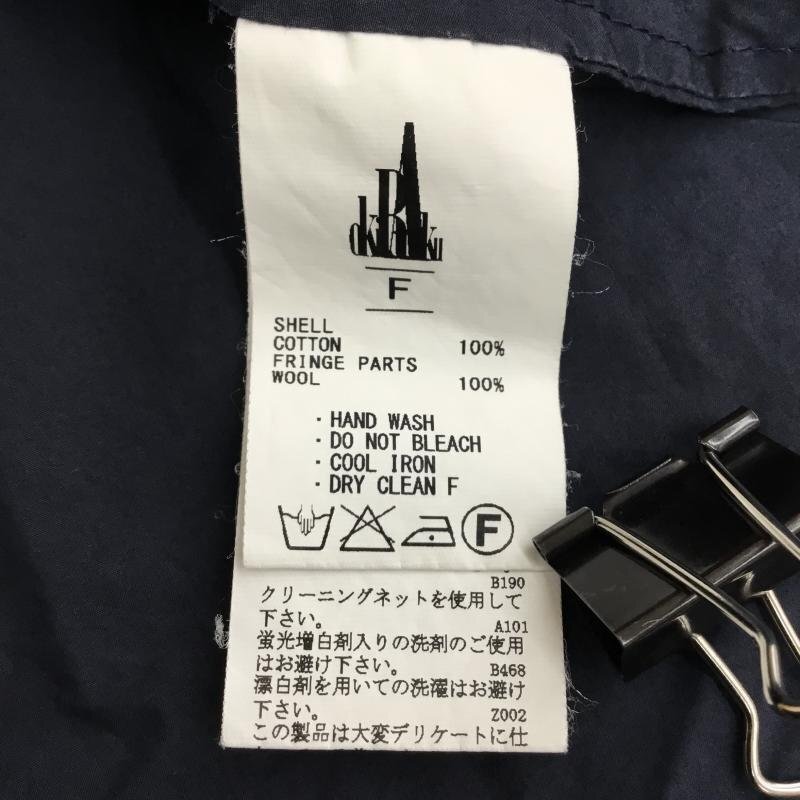 F
SHELL
COTTON 100%
FRINGE PARTS
WOOL 100%
・HAND WASH
・DO NOT BLEACH
・COOL IRON
・DRY CLEAN F
F
B190
クリーニングネットを使用して
下さい。
A101
蛍光増白剤入りの洗剤のご使用
はお避け下さい。
B468
漂白剤を用いての洗濯はお避け
下さい。
Z002
この製品は大変デリケートに仕